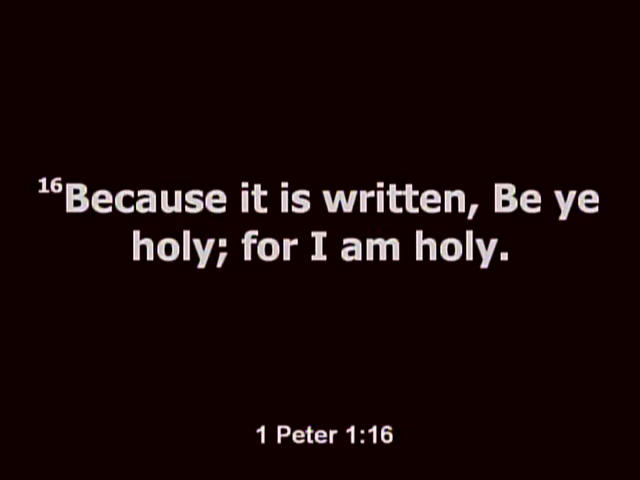 16Because it is written, Be ye
holy; for I am holy.
1 Peter 1:16